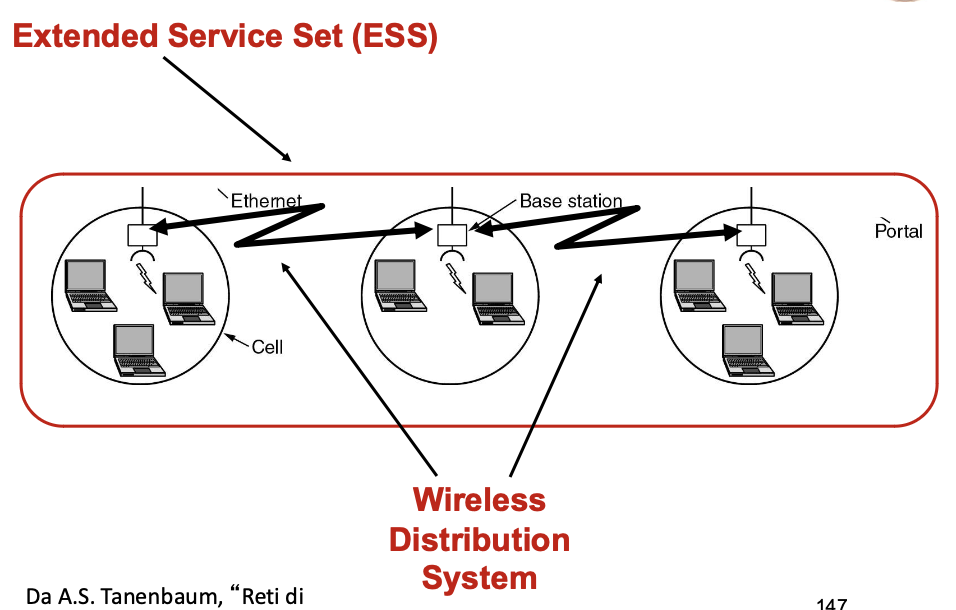 Extended Service Set (ESS)
Ethernet
Base station
Portal
Cell
Wireless
Distribution
System
Da A.S. Tanenbaum, “Reti di
147